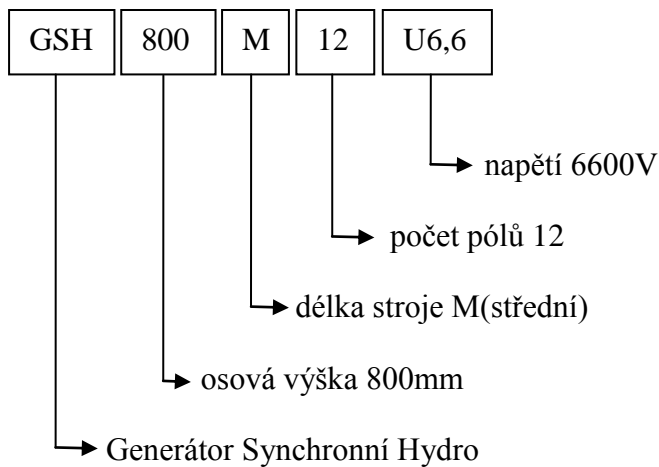 GSH 800 M 12 U6,6
napětí 6600V
počet pólů 12
délka stroje M(střední)
osová výška 800mm
Generátor Synchronní Hydro